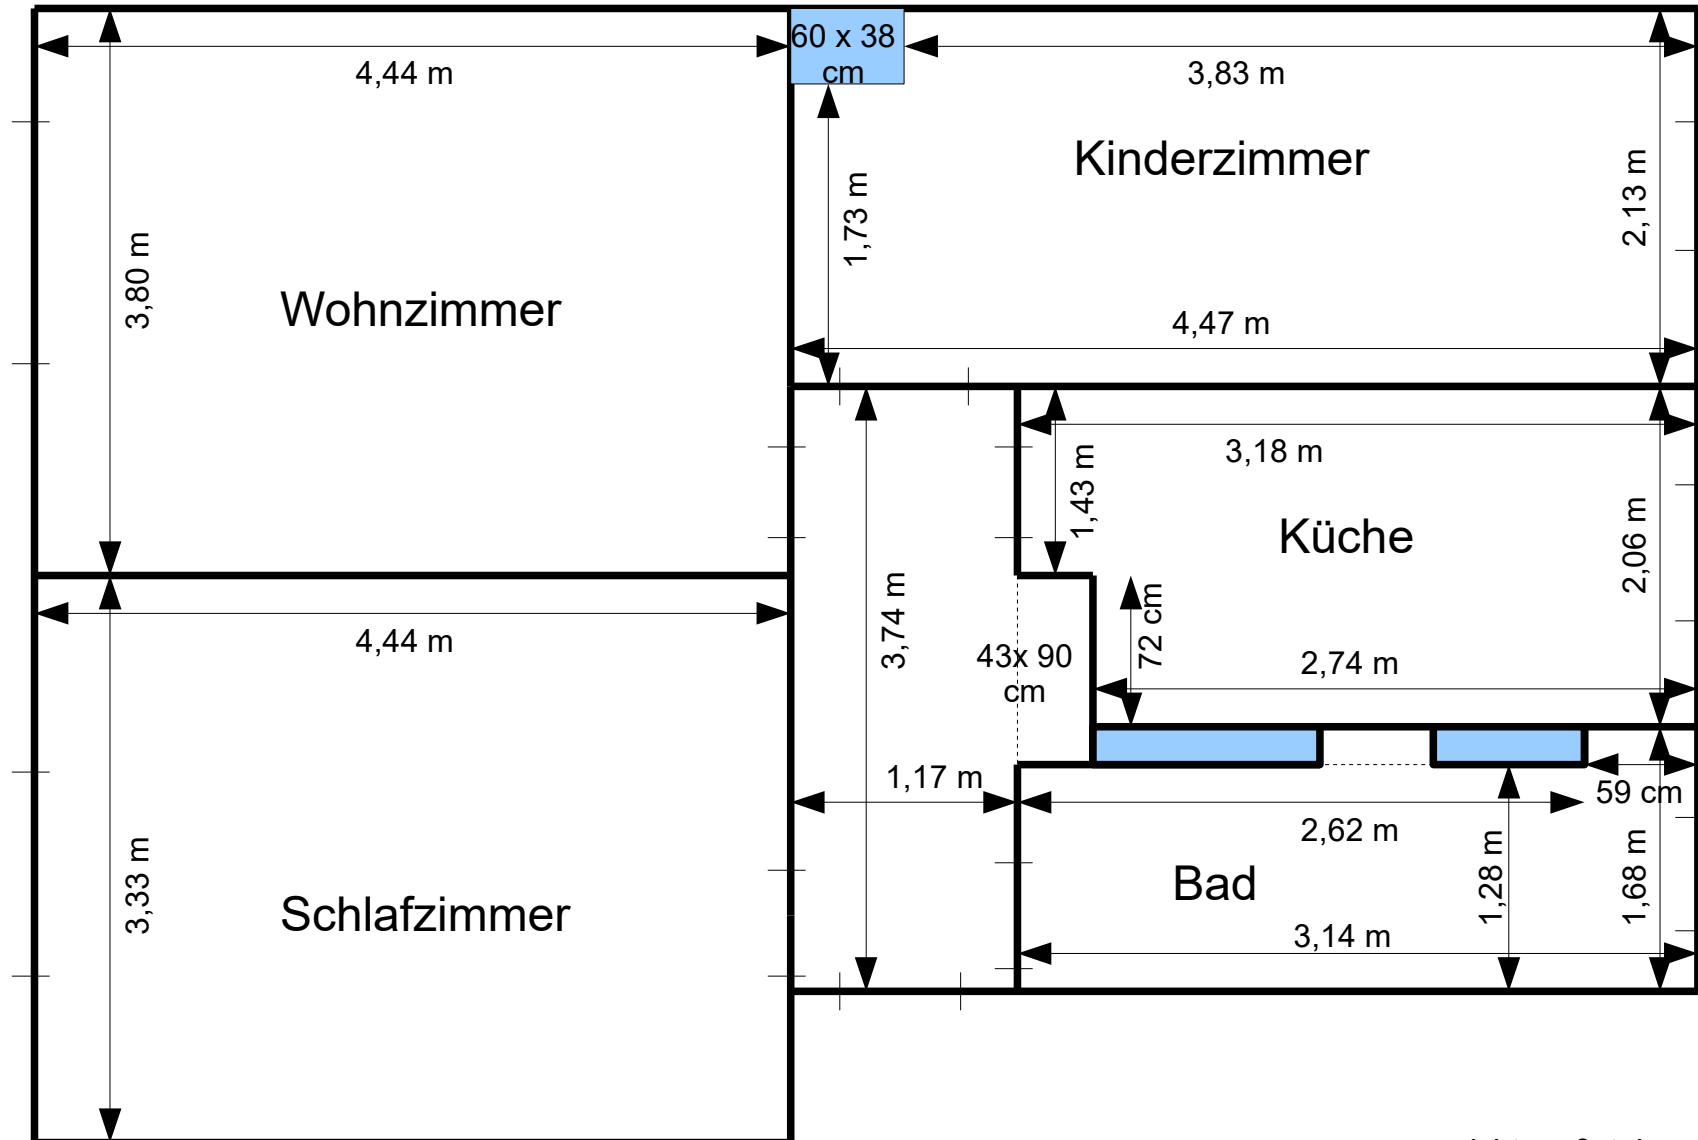 60 x 38
cm
4,44 m
3,83 m
Kinderzimmer
1,73 m
2,13 m
3,80 m
Wohnzimmer
4,47 m
3,18 m
1,43 m
Küche
2,06 m
4,44 m
3,74 m
72 cm
43x 90
cm
2,74 m
1,17 m
59 cm
2,62 m
3,33 m
Schlafzimmer
Bad
1,28 m
1,68 m
3,14 m